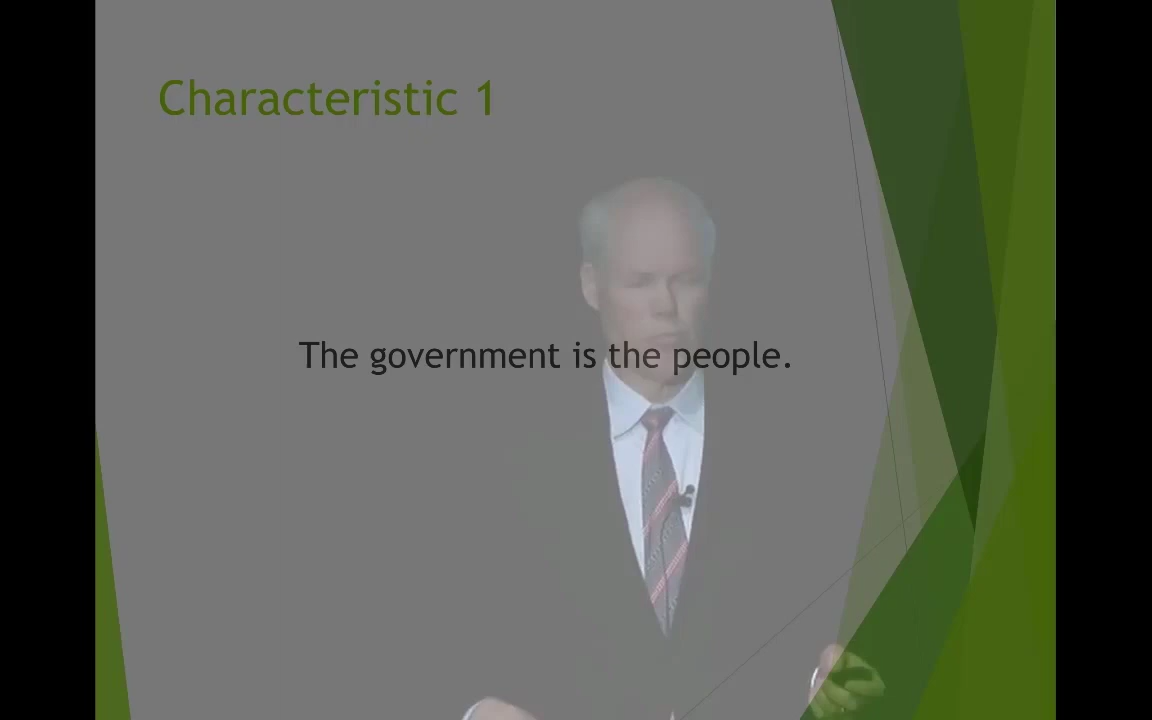 Characteristic 1
The government is the people.